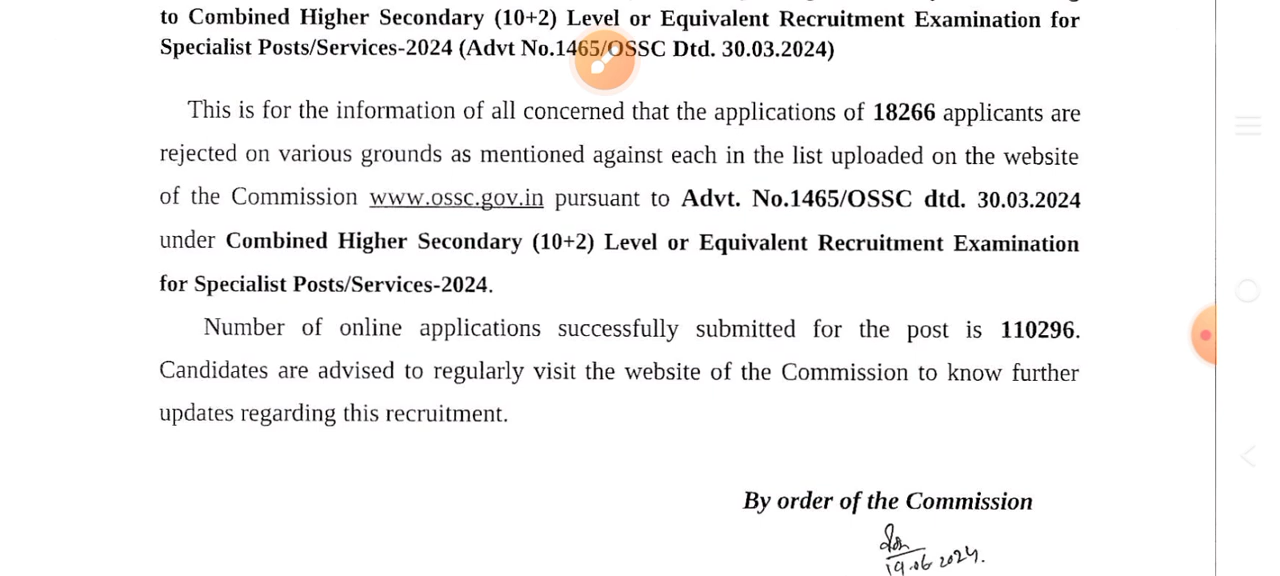 to Combined Higher Secondary (10+2) Level or Equivalent Recruitment Examination for
Specialist Posts/Services-2024 (Advt No.1465/OSSC Dtd. 30.03.2024)
This is for the information of all concerned that the applications of 18266 applicants are
rejected on various grounds as mentioned against each in the list uploaded on the website
of the Commission www.ossc.gov.in pursuant to Advt. No.1465/OSSC dtd. 30.03.2024
under Combined Higher Secondary (10+2) Level or Equivalent Recruitment Examination
for Specialist Posts/Services-2024.
Number of online applications successfully submitted for the post is 110296.
Candidates are advised to regularly visit the website of the Commission to know further
updates regarding this recruitment.
By order of the Commission
19.06 2024.